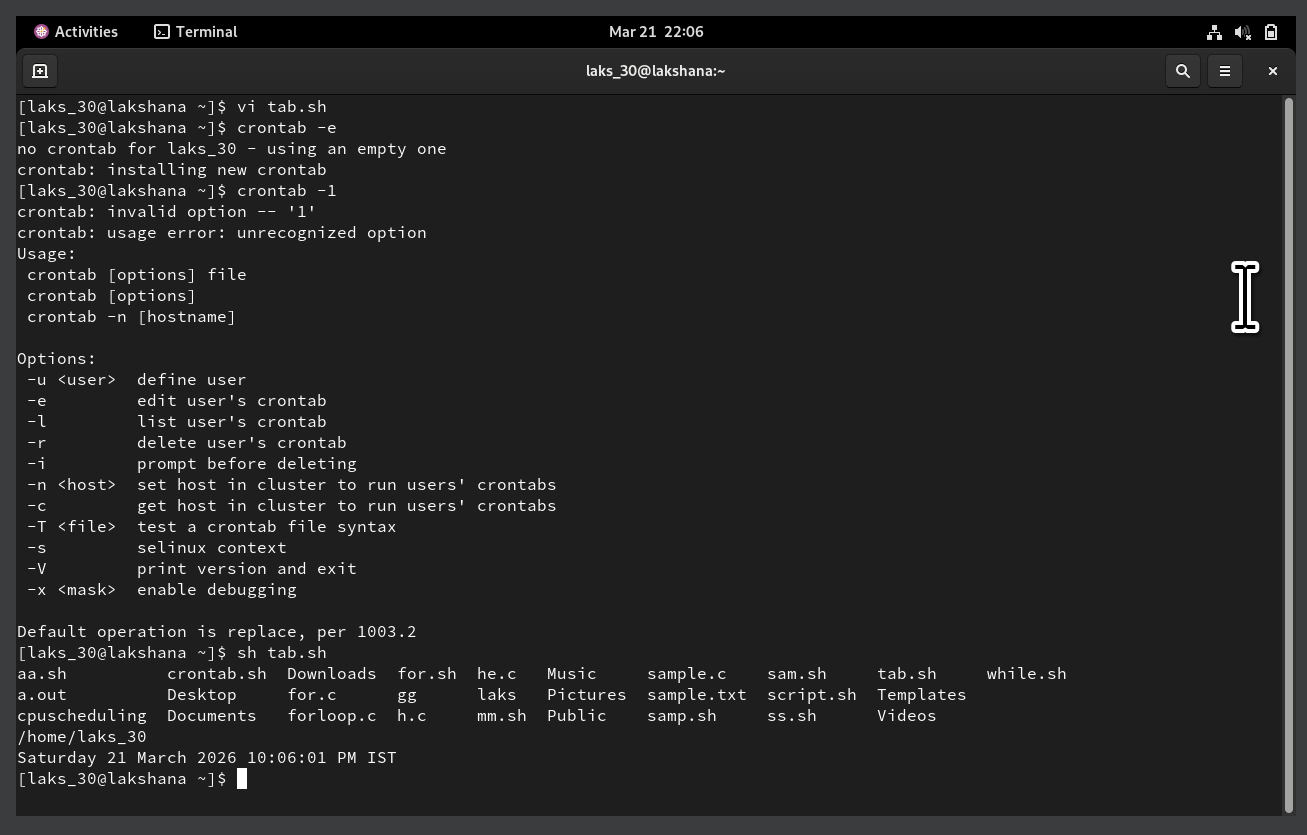 Activities Terminal Mar 21 22:06
laks_30@lakshana:~
[laks_30@lakshana ~]$ vi tab.sh
[laks_30@lakshana ~]$ crontab -e
no crontab for laks_30 - using an empty one
crontab: installing new crontab
[laks_30@lakshana ~]$ crontab -1
crontab: invalid option -- '1'
crontab: usage error: unrecognized option
Usage:
 crontab [options] file
 crontab [options]
 crontab -n [hostname]

Options:
 -u <user>  define user
 -e         edit user's crontab
 -l         list user's crontab
 -r         delete user's crontab
 -i         prompt before deleting
 -n <host>  set host in cluster to run users' crontabs
 -c         get host in cluster to run users' crontabs
 -T <file>  test a crontab file syntax
 -s         selinux context
 -V         print version and exit
 -x <mask>  enable debugging

Default operation is replace, per 1003.2
[laks_30@lakshana ~]$ sh tab.sh
aa.sh          crontab.sh  Downloads  for.sh  he.c   Music     sample.c    sam.sh     tab.sh     while.sh
a.out          Desktop     for.c      gg      laks   Pictures  sample.txt  script.sh  Templates
cpuscheduling  Documents   forloop.c  h.c     mm.sh  Public    samp.sh     ss.sh      Videos
/home/laks_30
Saturday 21 March 2026 10:06:01 PM IST
[laks_30@lakshana ~]$